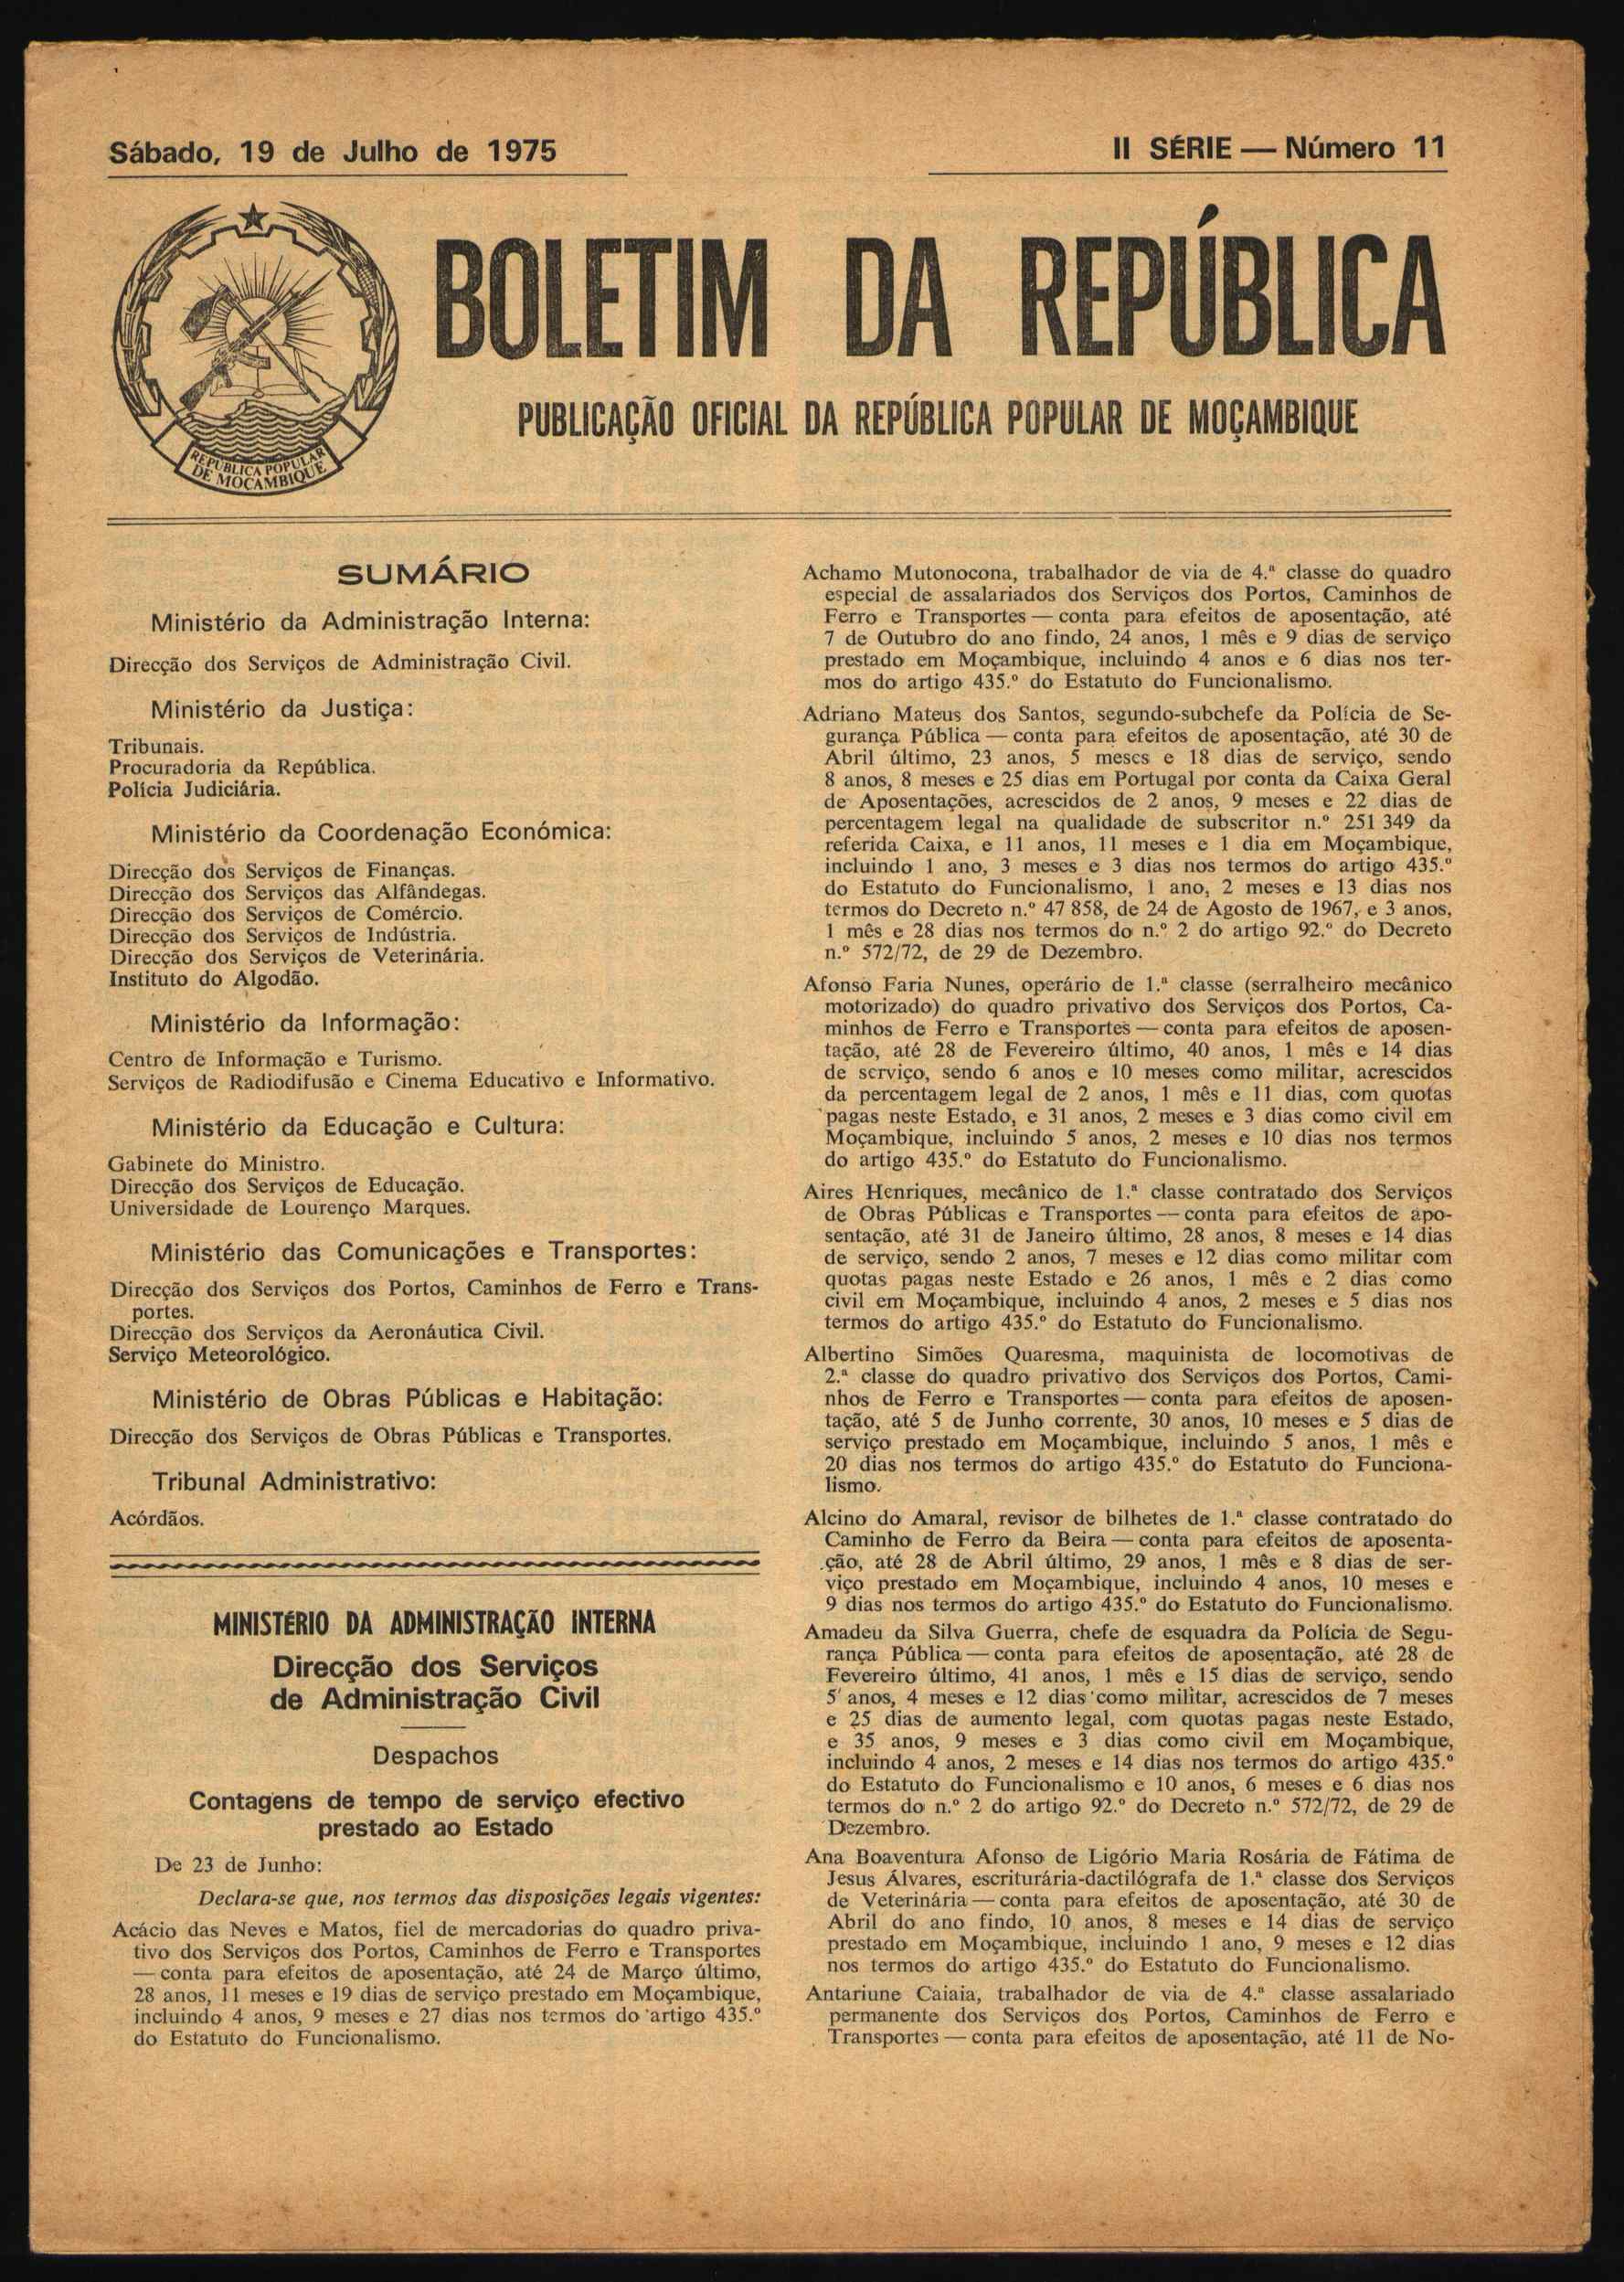 Sábado, 19 de Julho de 1975
II SÉRIE — Número 11
BOLETIM DA REPÚBLICA
PUBLICAÇÃO OFICIAL DA REPÚBLICA POPULAR DE MOÇAMBIQUE
REPUBLICA POPULAR
DE MOÇAMBIQUE
SUMÁRIO
Ministério da Administração Interna:
Direcção dos Serviços de Administração Civil.
Ministério da Justiça:
Tribunais.
Procuradoria da República.
Polícia Judiciária.
Ministério da Coordenação Económica:
Direcção dos Serviços de Finanças.
Direcção dos Serviços das Alfândegas.
Direcção dos Serviços de Comércio.
Direcção dos Serviços de Indústria.
Direcção dos Serviços de Veterinária.
Instituto do Algodão.
Ministério da Informação:
Centro de Informação e Turismo.
Serviços de Radiodifusão e Cinema Educativo e Informativo.
Ministério da Educação e Cultura:
Gabinete do Ministro.
Direcção dos Serviços de Educação.
Universidade de Lourenço Marques.
Ministério das Comunicações e Transportes:
Direcção dos Serviços dos Portos, Caminhos de Ferro e Trans-
portes.
Direcção dos Serviços da Aeronáutica Civil.
Serviço Meteorológico.
Ministério de Obras Públicas e Habitação:
Direcção dos Serviços de Obras Públicas e Transportes.
Tribunal Administrativo:
Acórdãos.
MINISTÉRIO DA ADMINISTRAÇÃO INTERNA
Direcção dos Serviços
de Administração Civil
Despachos
Contagens de tempo de serviço efectivo
prestado ao Estado
De 23 de Junho:
Declara-se que, nos termos das disposições legais vigentes:
Acácio das Neves e Matos, fiel de mercadorias do quadro priva-
tivo dos Serviços dos Portos, Caminhos de Ferro e Transportes
— conta para efeitos de aposentação, até 24 de Março último,
28 anos, 11 meses e 19 dias de serviço prestado em Moçambique,
incluindo 4 anos, 9 meses e 27 dias nos termos do artigo 435.º
do Estatuto do Funcionalismo.
Achamo Mutonocona, trabalhador de via de 4.ª classe do quadro
especial de assalariados dos Serviços dos Portos, Caminhos de
Ferro e Transportes — conta para efeitos de aposentação, até
7 de Outubro do ano findo, 24 anos, 1 mês e 9 dias de serviço
prestado em Moçambique, incluindo 4 anos e 6 dias nos ter-
mos do artigo 435.º do Estatuto do Funcionalismo.
Adriano Mateus dos Santos, segundo-subchefe da Polícia de Se-
gurança Pública — conta para efeitos de aposentação, até 30 de
Abril último, 23 anos, 5 meses e 18 dias de serviço, sendo
8 anos, 8 meses e 25 dias em Portugal por conta da Caixa Geral
de Aposentações, acrescidos de 2 anos, 9 meses e 22 dias de
percentagem legal na qualidade de subscritor n.º 251 349 da
referida Caixa, e 11 anos, 11 meses e 1 dia em Moçambique,
incluindo 1 ano, 3 meses e 3 dias nos termos do artigo 435.º
do Estatuto do Funcionalismo, 1 ano, 2 meses e 13 dias nos
termos do Decreto n.º 47 858, de 24 de Agosto de 1967, e 3 anos,
1 mês e 28 dias nos termos do n.º 2 do artigo 92.º do Decreto
n.º 572/72, de 29 de Dezembro.
Afonso Faria Nunes, operário de 1.ª classe (serralheiro mecânico
motorizado) do quadro privativo dos Serviços dos Portos, Ca-
minhos de Ferro e Transportes — conta para efeitos de aposen-
tação, até 28 de Fevereiro último, 40 anos, 1 mês e 14 dias
de serviço, sendo 6 anos e 10 meses como militar, acrescidos
da percentagem legal de 2 anos, 1 mês e 11 dias, com quotas
pagas neste Estado, e 31 anos, 2 meses e 3 dias como civil em
Moçambique, incluindo 5 anos, 2 meses e 10 dias nos termos
do artigo 435.º do Estatuto do Funcionalismo.
Aires Henriques, mecânico de 1.ª classe contratado dos Serviços
de Obras Públicas e Transportes — conta para efeitos de apo-
sentação, até 31 de Janeiro último, 28 anos, 8 meses e 14 dias
de serviço, sendo 2 anos, 7 meses e 12 dias como militar com
quotas pagas neste Estado e 26 anos, 1 mês e 2 dias como
civil em Moçambique, incluindo 4 anos, 2 meses e 5 dias nos
termos do artigo 435.º do Estatuto do Funcionalismo.
Albertino Simões Quaresma, maquinista de locomotivas de
2.ª classe do quadro privativo dos Serviços dos Portos, Cami-
nhos de Ferro e Transportes — conta para efeitos de aposen-
tação, até 5 de Junho corrente, 30 anos, 10 meses e 5 dias de
serviço prestado em Moçambique, incluindo 5 anos, 1 mês e
20 dias nos termos do artigo 435.º do Estatuto do Funciona-
lismo.
Alcino do Amaral, revisor de bilhetes de 1.ª classe contratado do
Caminho de Ferro da Beira — conta para efeitos de aposenta-
ção, até 28 de Abril último, 29 anos, 1 mês e 8 dias de ser-
viço prestado em Moçambique, incluindo 4 anos, 10 meses e
9 dias nos termos do artigo 435.º do Estatuto do Funcionalismo.
Amadeu da Silva Guerra, chefe de esquadra da Polícia de Segu-
rança Pública — conta para efeitos de aposentação, até 28 de
Fevereiro último, 41 anos, 1 mês e 15 dias de serviço, sendo
5 anos, 4 meses e 12 dias como militar, acrescidos de 7 meses
e 25 dias de aumento legal, com quotas pagas neste Estado,
e 35 anos, 9 meses e 3 dias como civil em Moçambique,
incluindo 4 anos, 2 meses e 14 dias nos termos do artigo 435.º
do Estatuto do Funcionalismo e 10 anos, 6 meses e 6 dias nos
termos do n.º 2 do artigo 92.º do Decreto n.º 572/72, de 29 de
Dezembro.
Ana Boaventura Afonso de Ligório Maria Rosária de Fátima de
Jesus Álvares, escriturária-dactilógrafa de 1.ª classe dos Serviços
de Veterinária — conta para efeitos de aposentação, até 30 de
Abril do ano findo, 10 anos, 8 meses e 14 dias de serviço
prestado em Moçambique, incluindo 1 ano, 9 meses e 12 dias
nos termos do artigo 435.º do Estatuto do Funcionalismo.
Antariune Caiaia, trabalhador de via de 4.ª classe assalariado
permanente dos Serviços dos Portos, Caminhos de Ferro e
Transportes — conta para efeitos de aposentação, até 11 de No-